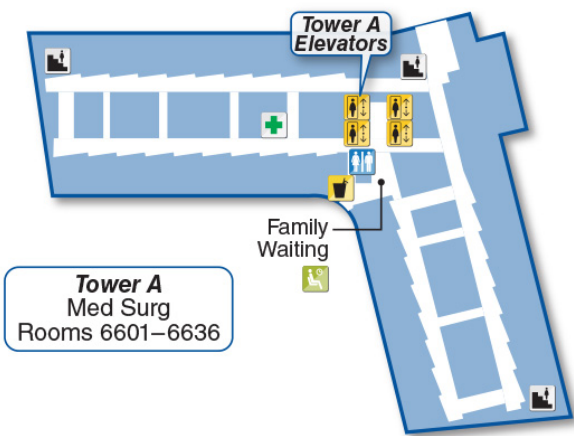 Tower A
Elevators
Family
Waiting
Tower A
Med Surg
Rooms 6601–6636